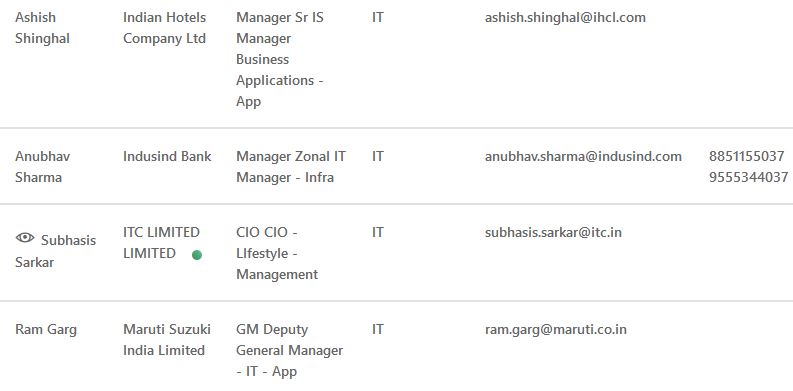 Ashish Shinghal
Indian Hotels Company Ltd
Manager Sr IS Manager Business Applications - App
IT
ashish.shinghal@ihcl.com
Anubhav Sharma
Indusind Bank
Manager Zonal IT Manager - Infra
IT
anubhav.sharma@indusind.com
8851155037
9555344037
Subhasis Sarkar
ITC LIMITED LIMITED
CIO CIO - LIfestyle - Management
IT
subhasis.sarkar@itc.in
Ram Garg
Maruti Suzuki India Limited
GM Deputy General Manager - IT - App
IT
ram.garg@maruti.co.in